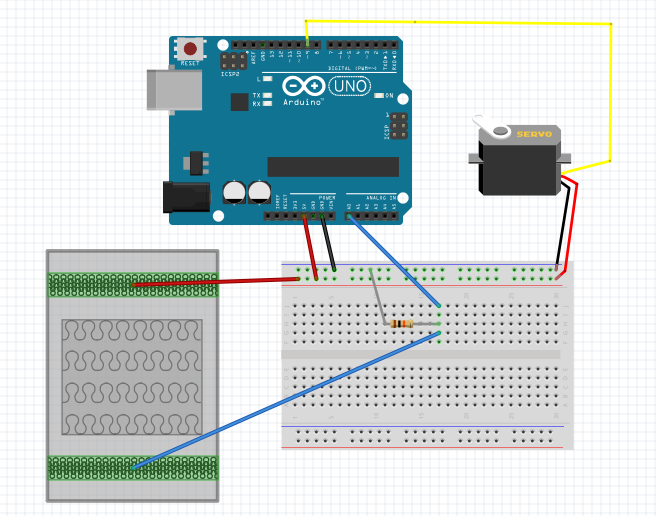 RESET
ICSP2
AREF
GND
13
12
~11
~10
~9
8
7
~6
~5
4
~3
2
TX▸1
RX◂0
L
DIGITAL (PWM~)
TX
RX
Arduino™
UNO
ON
ICSP
1
SERVO
IOREF
RESET
3V3
5V
GND
GND
VIN
POWER
ANALOG IN
A0
A1
A2
A3
A4
A5